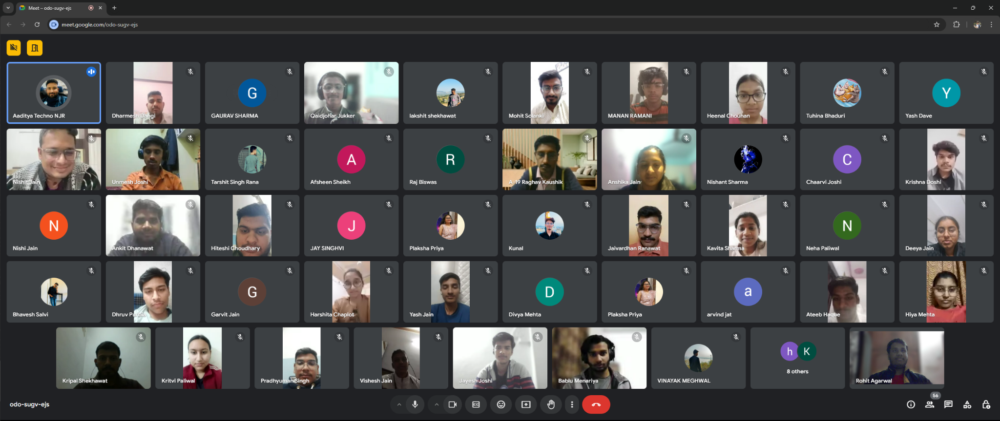 Meet – odo-sugv-ejs
meet.google.com/odo-sugv-ejs
Aaditya Techno NJR
Dharmesh Dangi
G
GAURAV SHARMA
Qaidjohar Jukker
lakshit shekhawat
Mohit Solanki
MANAN RAMANI
Heenal Chouhan
Tuhina Bhaduri
Y
Yash Dave
Nishit Jain
Unmesh Joshi
Tarshit Singh Rana
A
Afsheen Sheikh
R
Raj Biswas
A-19 Raghav Kaushik
Anshika Jain
Nishant Sharma
C
Chaarvi Joshi
Krishna Doshi
N
Nishi Jain
Ankit Dhanawat
Hiteshi Choudhary
J
JAY SINGHVI
Plaksha Priya
Kunal
Jaivardhan Ranawat
Kavita Sharma
N
Neha Paliwal
Deeya Jain
Bhavesh Salvi
Dhruv Purbia
G
Garvit Jain
Harshita Chaplot
Yash Jain
D
Divya Mehta
Plaksha Priya
a
arvind jat
Ateeb Haque
Hiya Mehta
Kripal Shekhawat
Kritvi Paliwal
Pradhyuman Singh
Vishesh Jain
Jayesh Joshi
Bablu Menariya
VINAYAK MEGHWAL
h K
8 others
Rohit Agarwal
odo-sugv-ejs
56